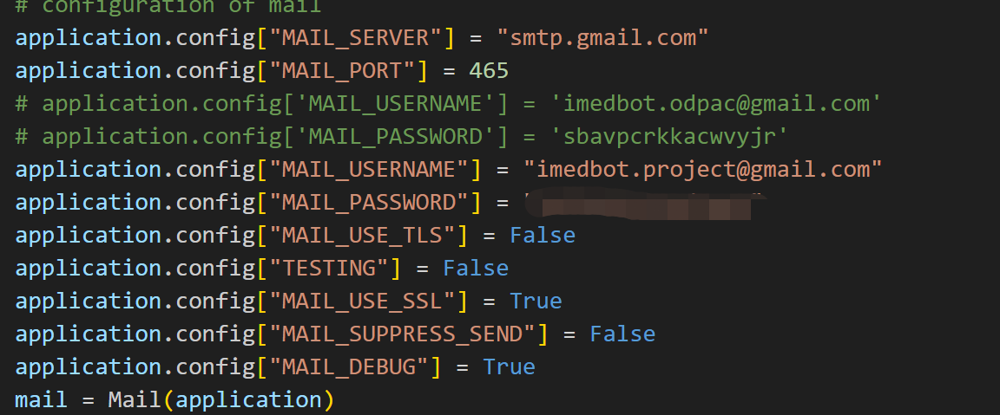 # configuration of mail
application.config["MAIL_SERVER"] = "smtp.gmail.com"
application.config["MAIL_PORT"] = 465
# application.config['MAIL_USERNAME'] = 'imedbot.odpac@gmail.com'
# application.config['MAIL_PASSWORD'] = 'sbavpcrkkacwvyjr'
application.config["MAIL_USERNAME"] = "imedbot.project@gmail.com"
application.config["MAIL_PASSWORD"] =
application.config["MAIL_USE_TLS"] = False
application.config["TESTING"] = False
application.config["MAIL_USE_SSL"] = True
application.config["MAIL_SUPPRESS_SEND"] = False
application.config["MAIL_DEBUG"] = True
mail = Mail(application)